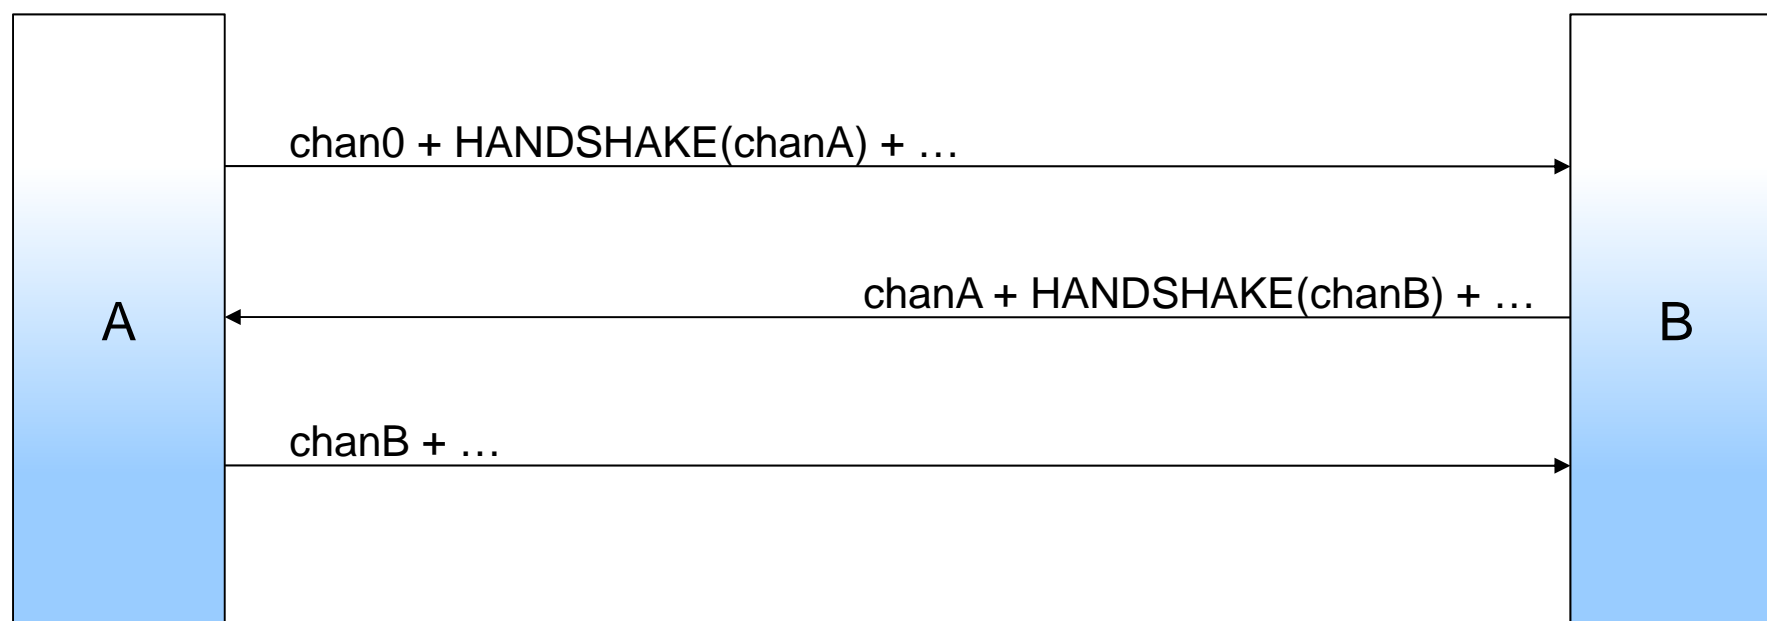 chan0 + HANDSHAKE(chanA) + …
chanA + HANDSHAKE(chanB) + …
A
B
chanB + …